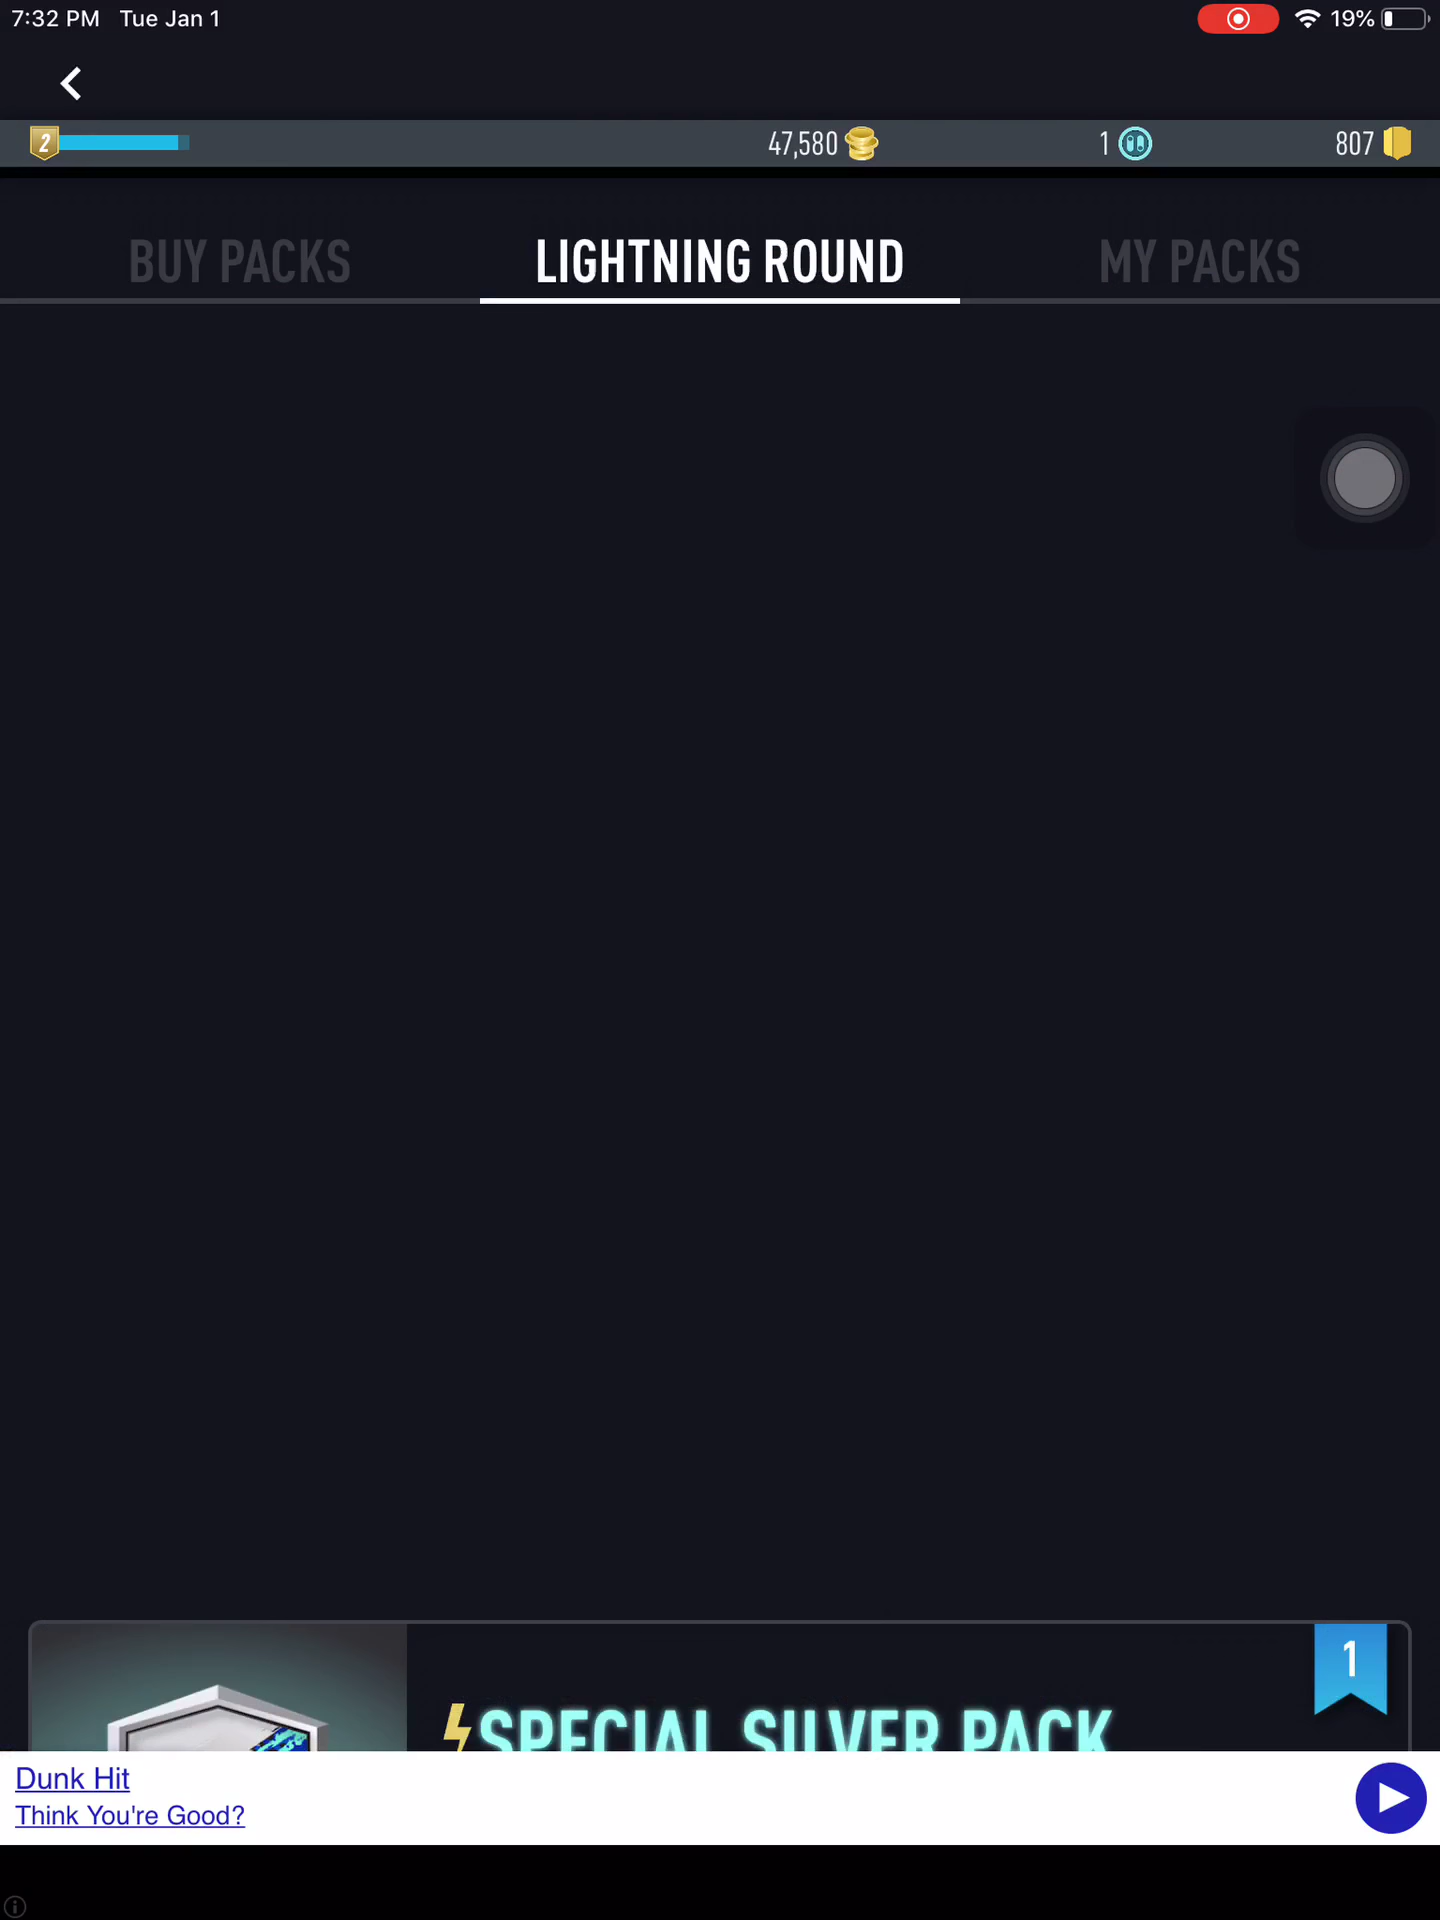 7:32 PM Tue Jan 1 19%
2 47,580 1 807
BUY PACKS LIGHTNING ROUND MY PACKS
1
SPECIAL SILVER PACK
Dunk Hit
Think You're Good?